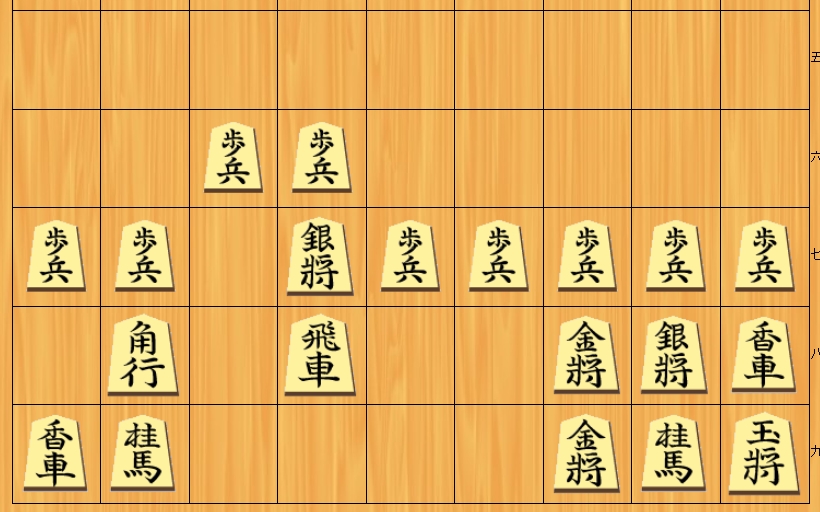 五
歩兵 歩兵 六
歩兵 歩兵 銀将 歩兵 歩兵 歩兵 歩兵 歩兵 七
角行 飛車 金将 銀将 香車 八
香車 桂馬 金将 桂馬 玉将 九